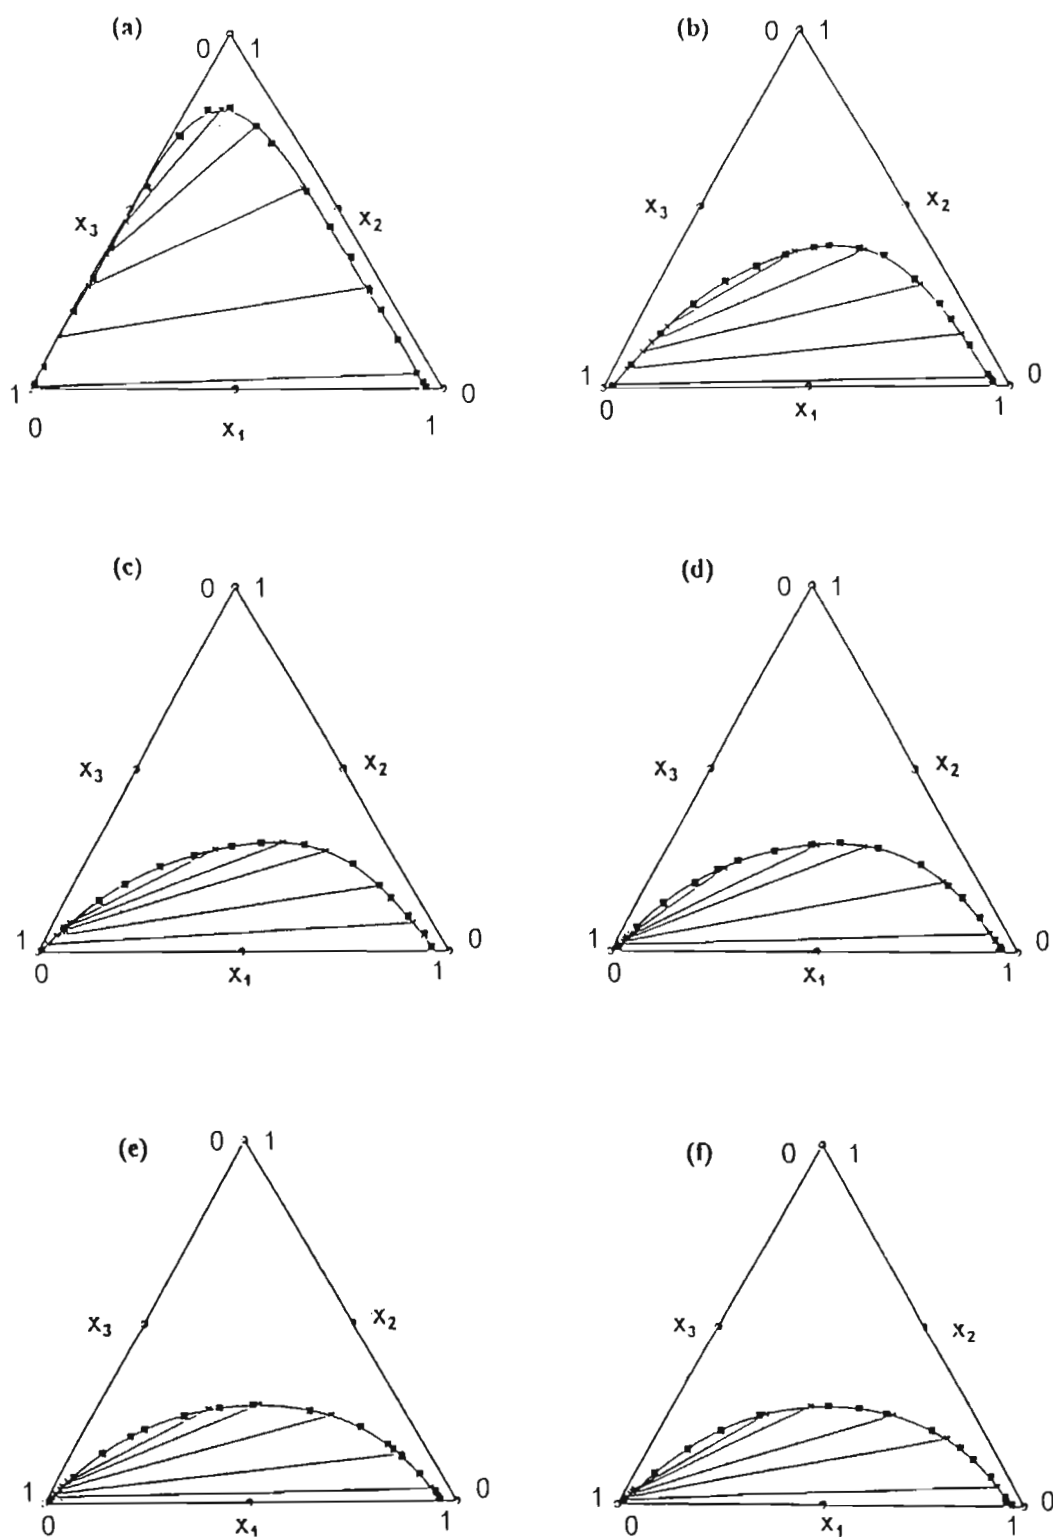 (a) (b)
0 1 0 1
x₃ x₂ x₃ x₂
1 0 1 0
0 x₁ 1 0 x₁ 1
(c) (d)
0 1 0 1
x₃ x₂ x₃ x₂
1 0 1 0
0 x₁ 1 0 x₁ 1
(e) (f)
0 1 0 1
x₃ x₂ x₃ x₂
1 0 1 0
0 x₁ 1 0 x₁ 1